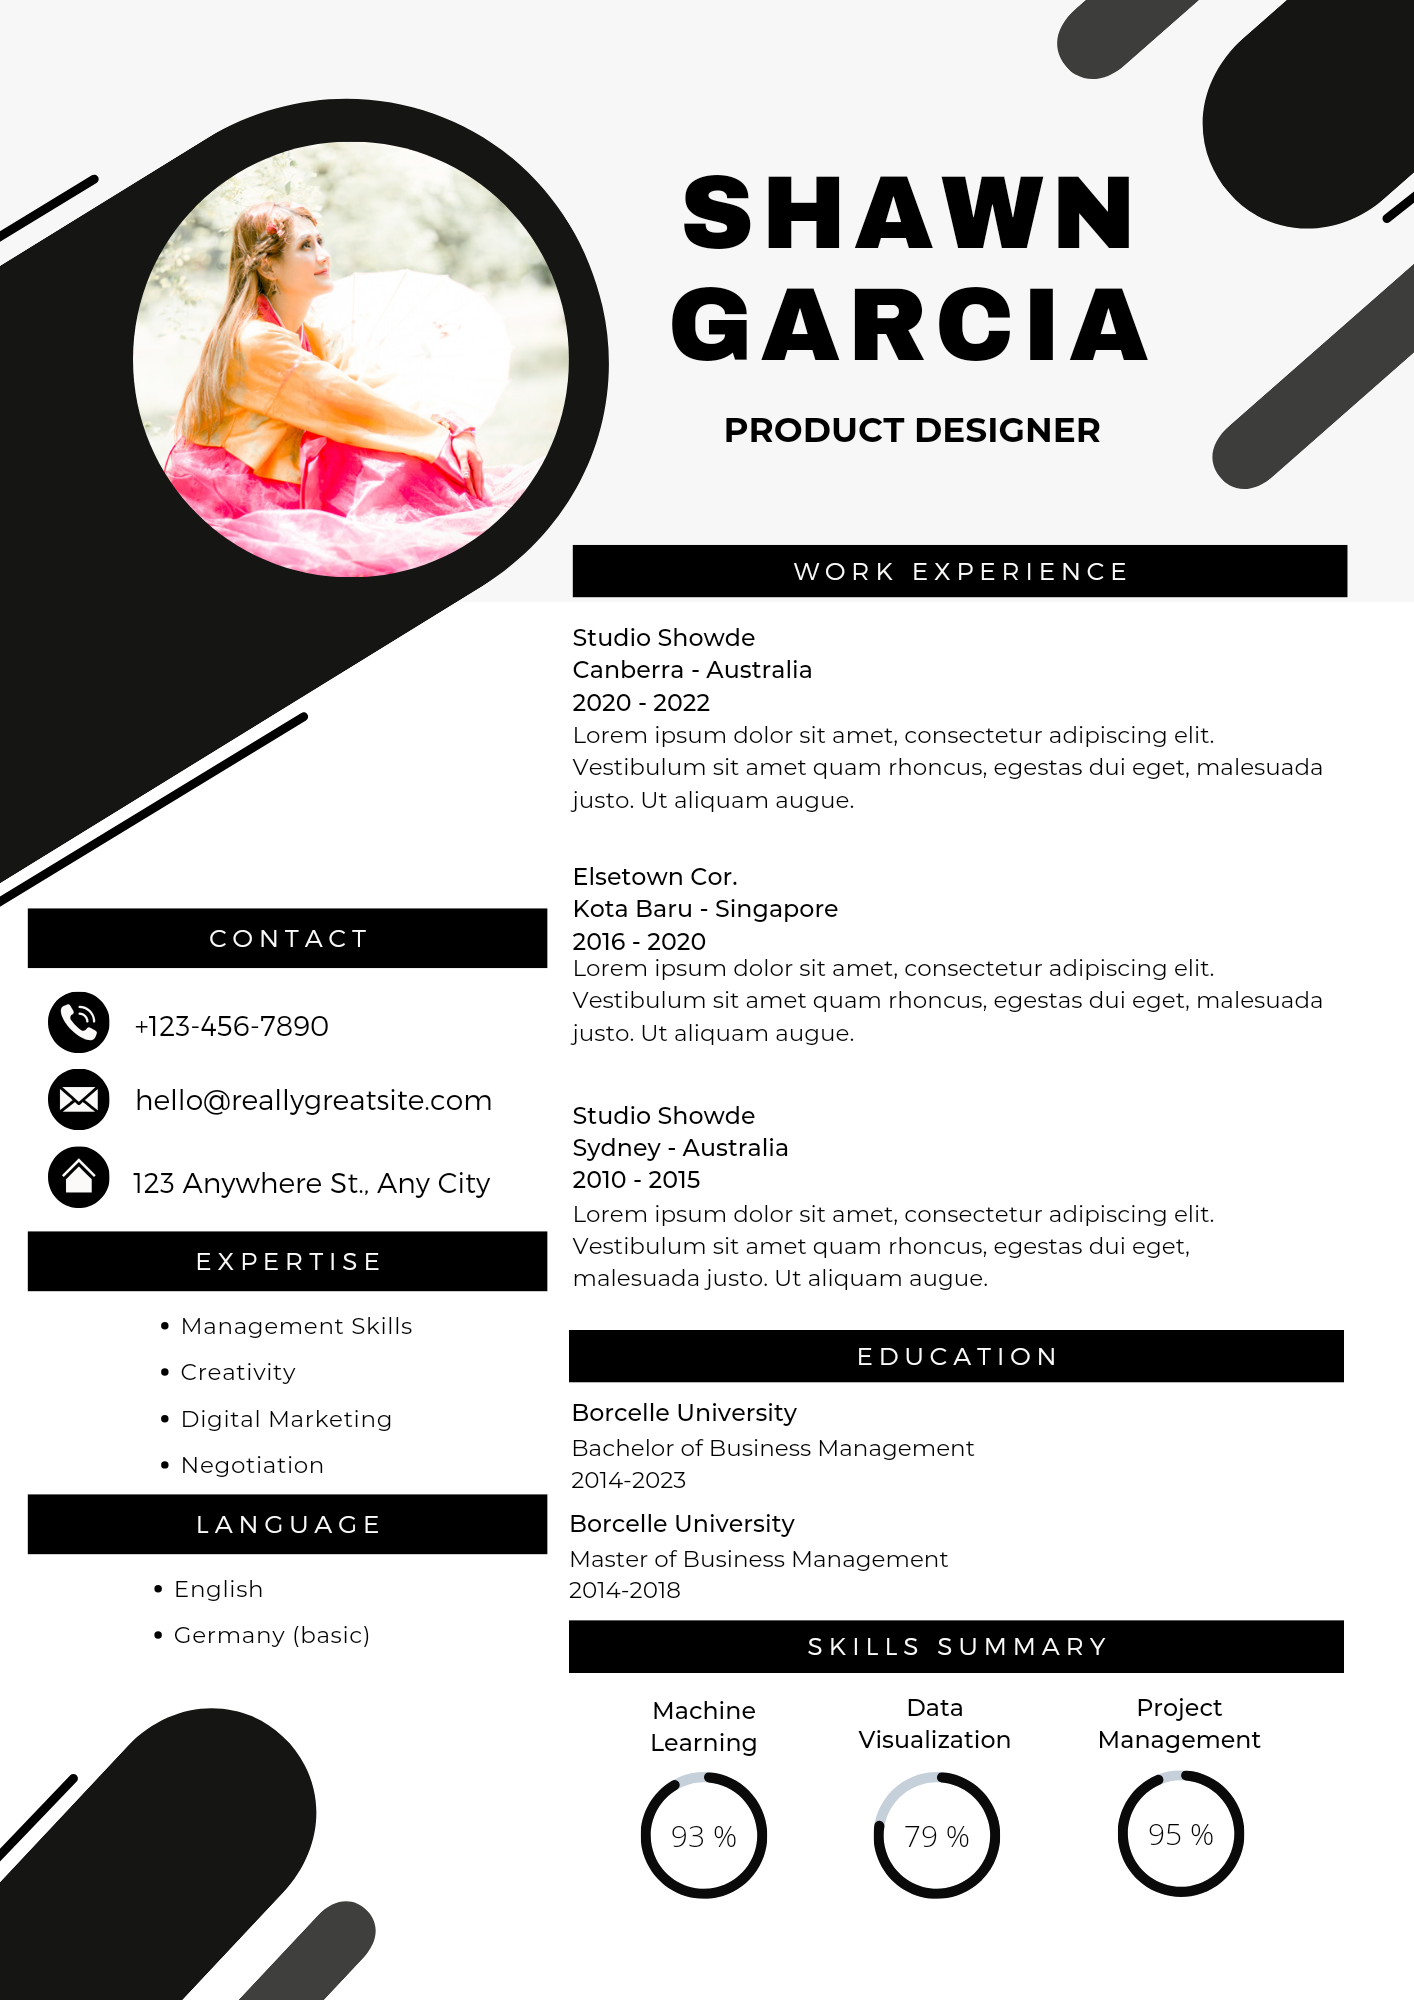 SHAWN
GARCIA
PRODUCT DESIGNER
WORK EXPERIENCE
Studio Showde
Canberra - Australia
2020 - 2022
Lorem ipsum dolor sit amet, consectetur adipiscing elit.
Vestibulum sit amet quam rhoncus, egestas dui eget, malesuada
justo. Ut aliquam augue.
Elsetown Cor.
Kota Baru - Singapore
2016 - 2020
Lorem ipsum dolor sit amet, consectetur adipiscing elit.
Vestibulum sit amet quam rhoncus, egestas dui eget, malesuada
justo. Ut aliquam augue.
Studio Showde
Sydney - Australia
2010 - 2015
Lorem ipsum dolor sit amet, consectetur adipiscing elit.
Vestibulum sit amet quam rhoncus, egestas dui eget,
malesuada justo. Ut aliquam augue.
CONTACT
+123-456-7890
hello@reallygreatsite.com
123 Anywhere St., Any City
EXPERTISE
• Management Skills
• Creativity
• Digital Marketing
• Negotiation
LANGUAGE
• English
• Germany (basic)
EDUCATION
Borcelle University
Bachelor of Business Management
2014-2023
Borcelle University
Master of Business Management
2014-2018
SKILLS SUMMARY
Machine
Learning
93 %
Data
Visualization
79 %
Project
Management
95 %